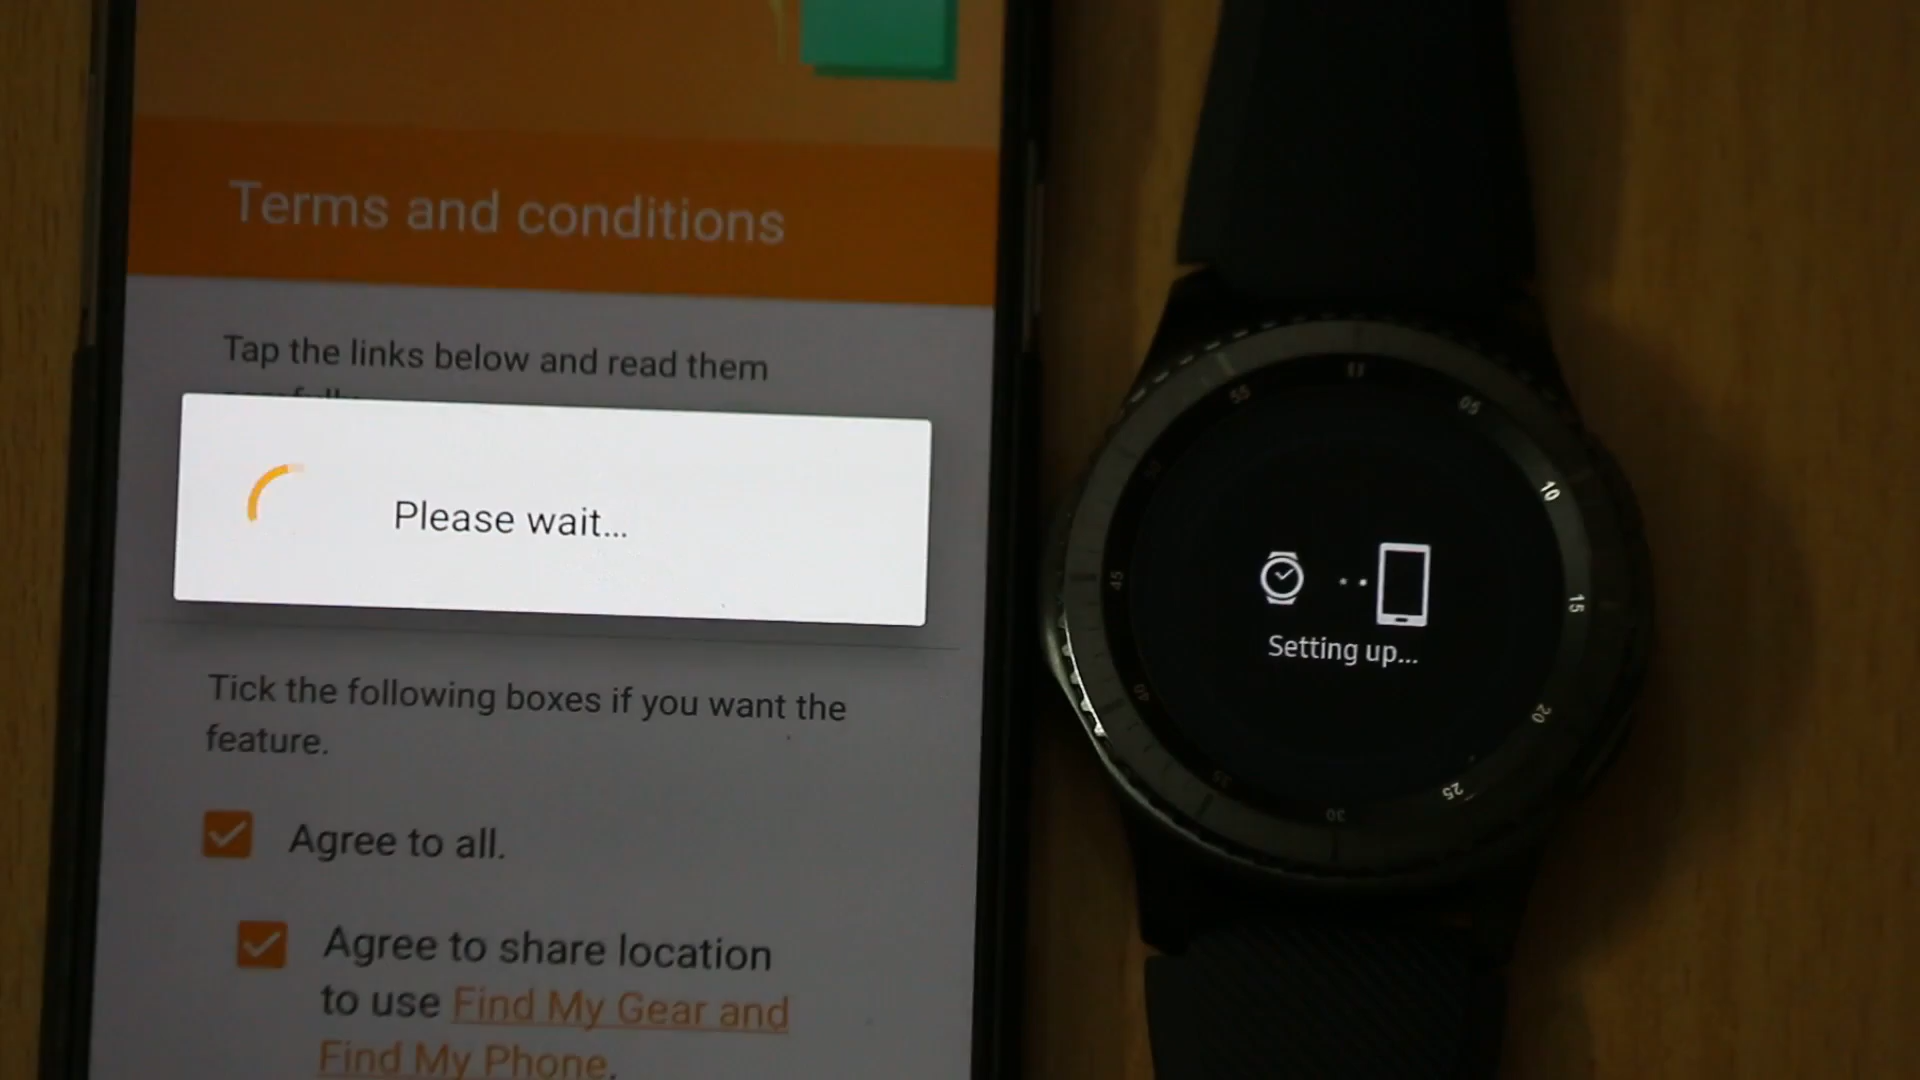 Terms and conditions
Tap the links below and read them
Please wait...
Tick the following boxes if you want the
feature.
Agree to all.
Agree to share location
to use Find My Gear and
Find My Phone.
55
05
10
15
20
25
30
35
40
45
Setting up...